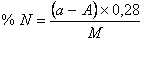 % N = (a − A) × 0,28 / M